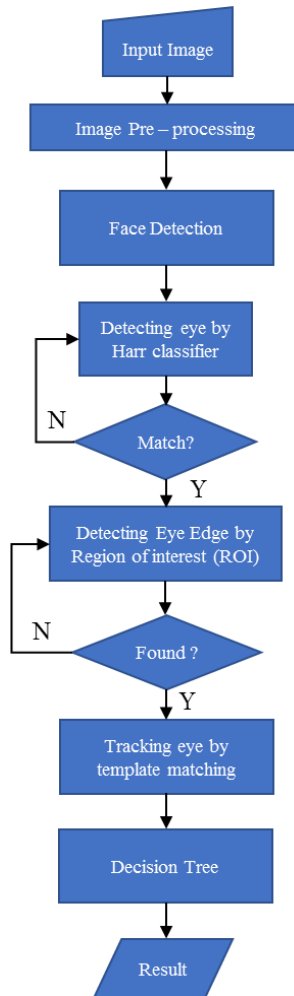 Input Image
Image Pre – processing
Face Detection
Detecting eye by
Harr classifier
N
Match?
Y
Detecting Eye Edge by
Region of interest (ROI)
N
Found ?
Y
Tracking eye by
template matching
Decision Tree
Result